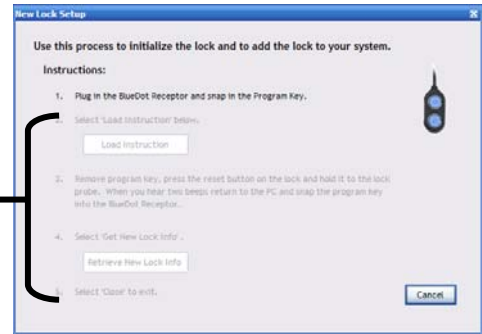 New Lock Setup
Use this process to initialize the lock and to add the lock to your system.
Instructions:
1. Plug in the BlueDot Receptor and snap in the Program Key.
2. Select 'Load Instruction' below.
Load Instruction
3. Remove program key, press the reset button on the lock and hold it to the lock
probe. When you hear two beeps return to the PC and snap the program key
into the BlueDot Receptor.
4. Select 'Get New Lock Info'.
Retrieve New Lock Info
5. Select 'Close' to exit.
Cancel